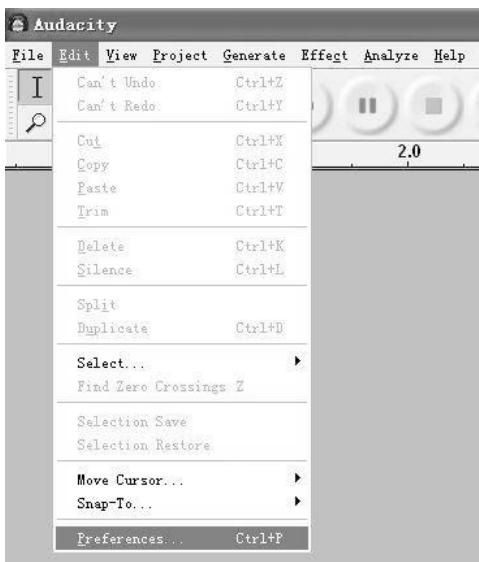 Audacity
File Edit View Project Generate Effect Analyze Help
Can't Undo Ctrl+Z
Can't Redo Ctrl+Y
2.0
Cut Ctrl+X
Copy Ctrl+C
Paste Ctrl+V
Trim Ctrl+T
Delete Ctrl+K
Silence Ctrl+L
Split
Duplicate Ctrl+D
Select...
Find Zero Crossings Z
Selection Save
Selection Restore
Move Cursor...
Snap-To...
Preferences... Ctrl+P